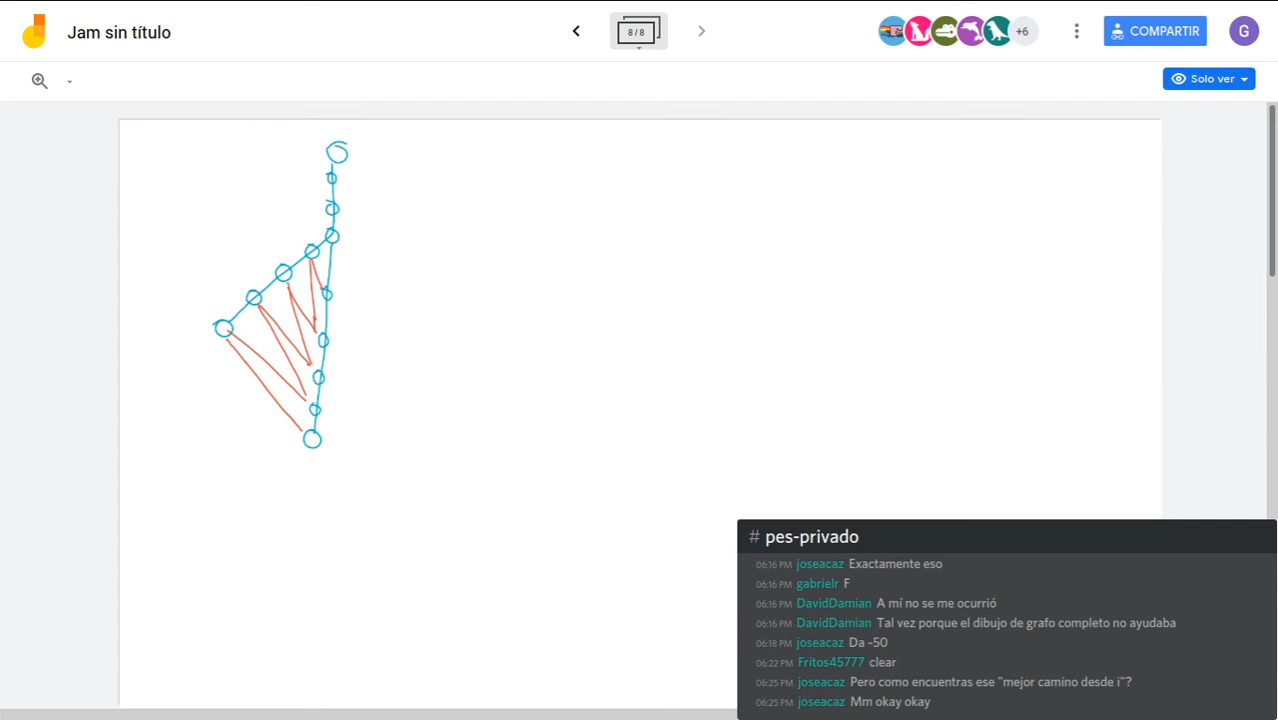 Jam sin título
8 / 8
+6
COMPARTIR
G
Solo ver
# pes-privado
06:16 PM joseacaz Exactamente eso
06:16 PM gabrielr F
06:16 PM DavidDamian A mí no se me ocurrió
06:16 PM DavidDamian Tal vez porque el dibujo de grafo completo no ayudaba
06:18 PM joseacaz Da -50
06:22 PM Fritos45777 clear
06:25 PM joseacaz Pero como encuentras ese "mejor camino desde i"?
06:25 PM joseacaz Mm okay okay